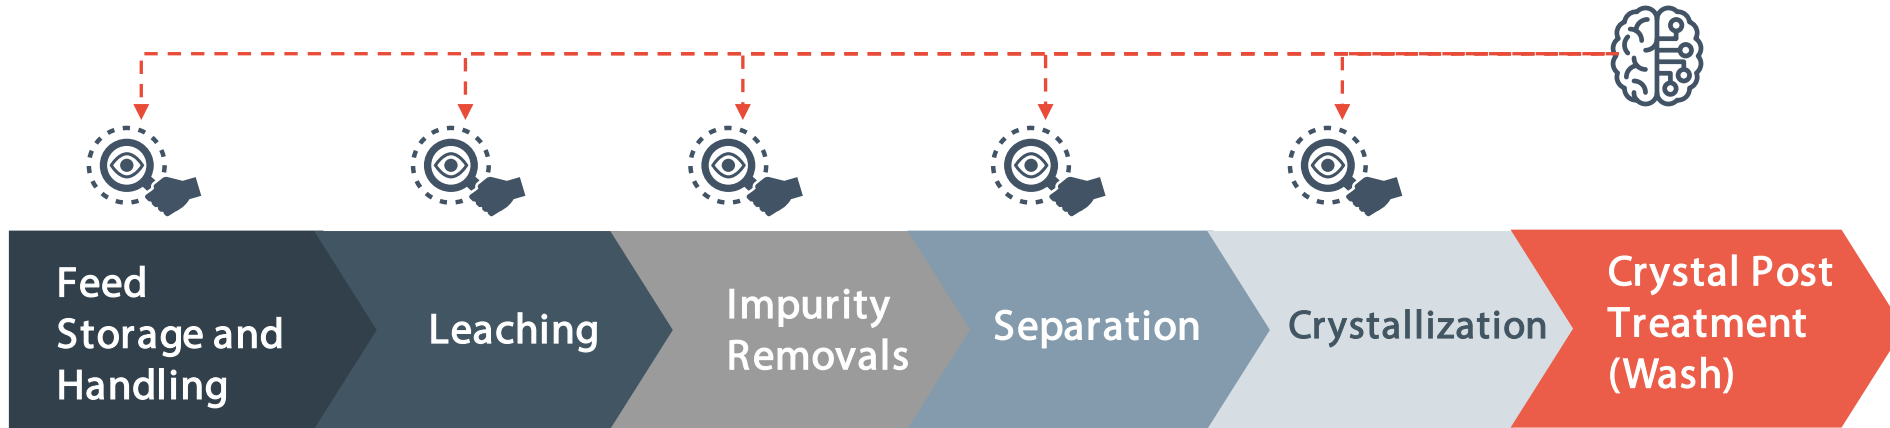 Feed
Storage and
Handling
Leaching
Impurity
Removals
Separation
Crystallization
Crystal Post
Treatment
(Wash)